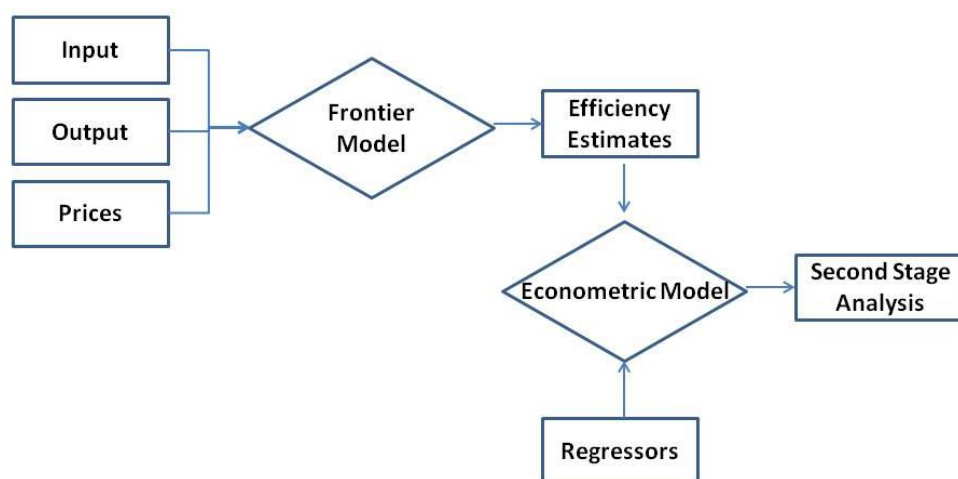 Input
Output
Prices
Frontier
Model
Efficiency
Estimates
Econometric Model
Second Stage
Analysis
Regressors